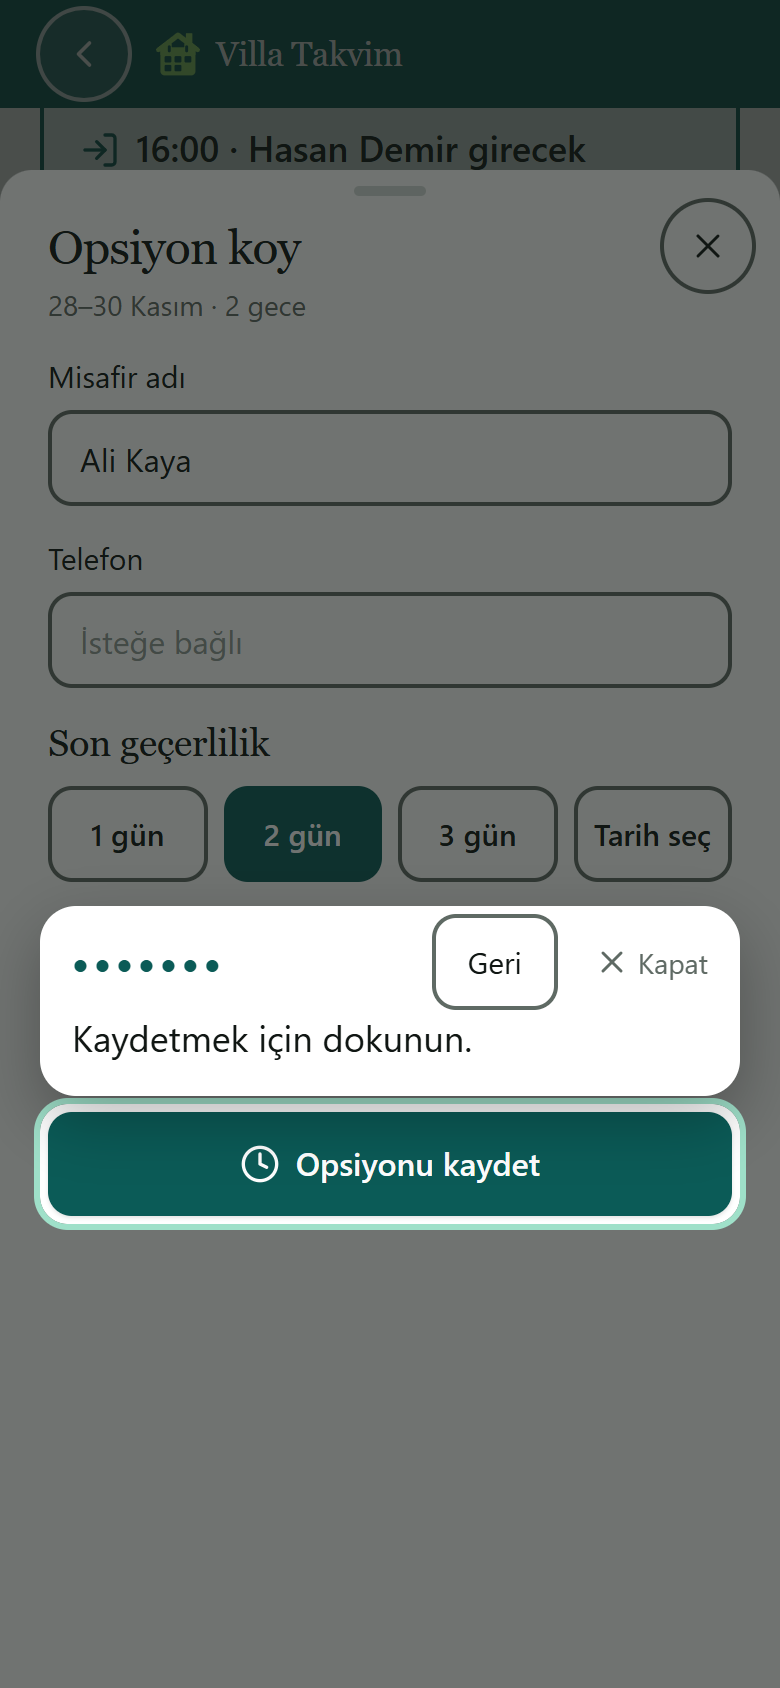 Villa Takvim
16:00 · Hasan Demir girecek
Opsiyon koy
28–30 Kasım · 2 gece
Misafir adı
Ali Kaya
Telefon
İsteğe bağlı
Son geçerlilik
1 gün 2 gün 3 gün Tarih seç
Geri Kapat
Kaydetmek için dokunun.
Opsiyonu kaydet